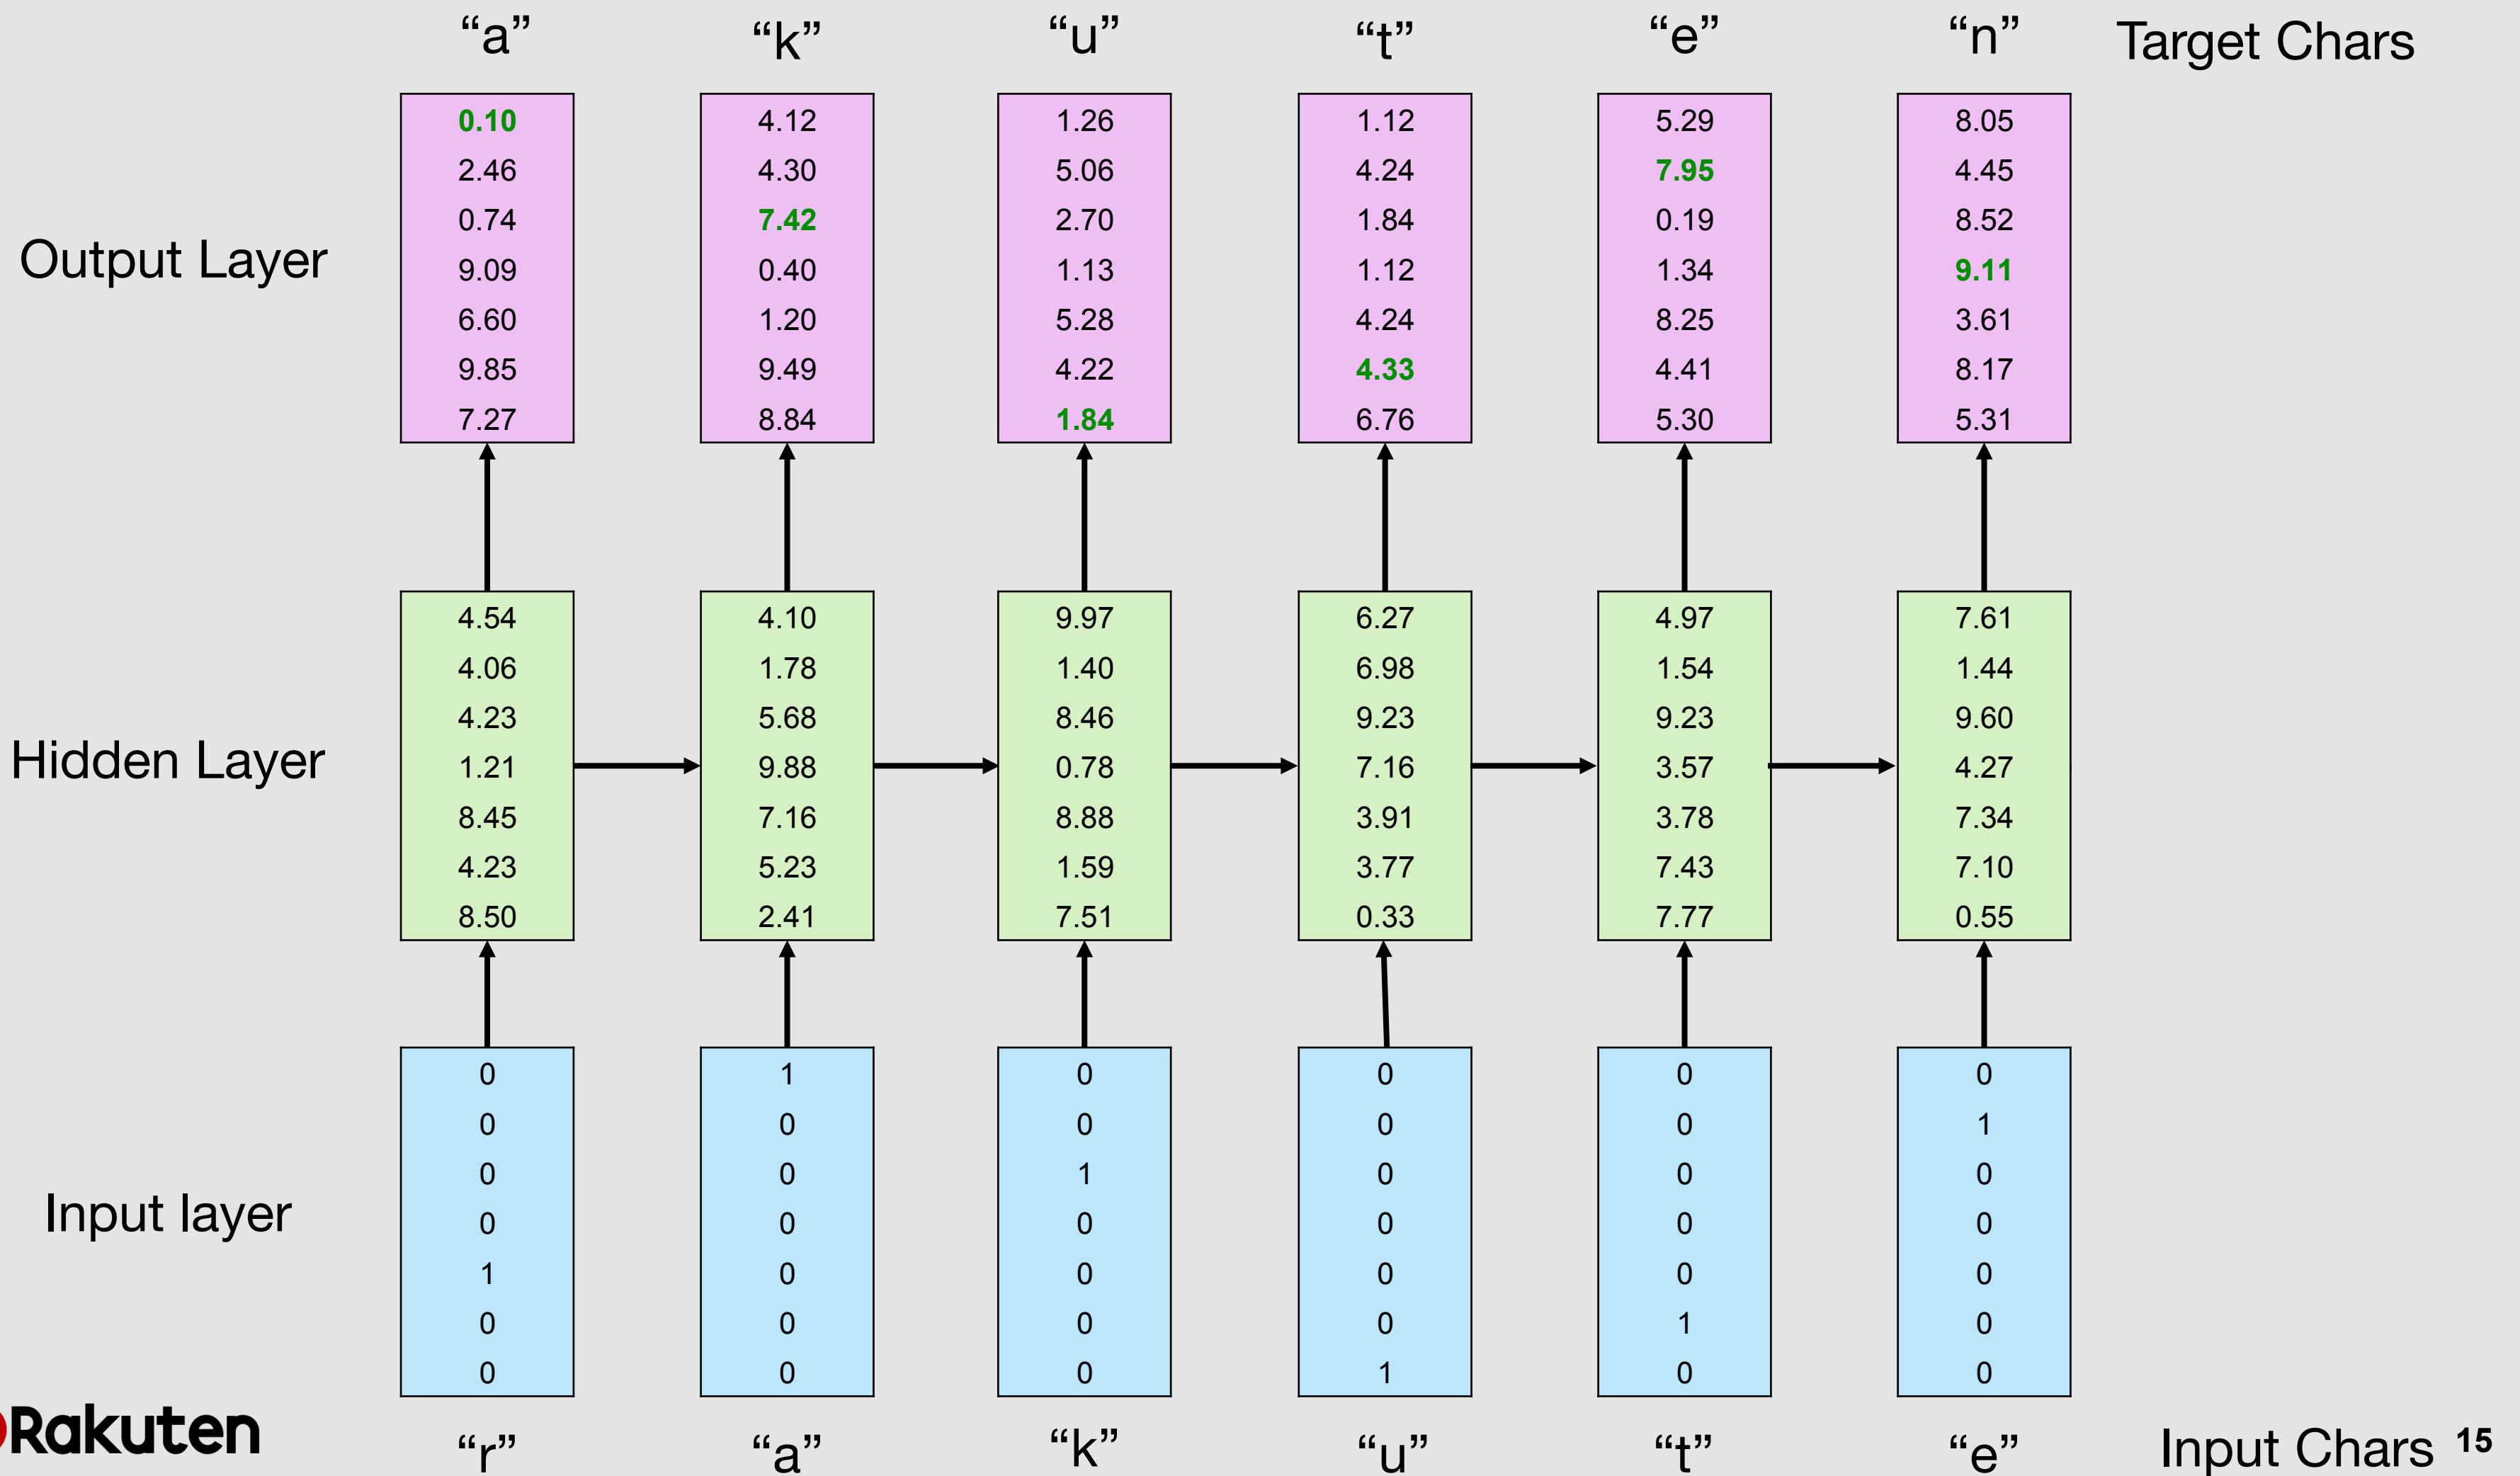 “a” “k” “u” “t” “e” “n” Target Chars
0.10 4.12 1.26 1.12 5.29 8.05
2.46 4.30 5.06 4.24 7.95 4.45
0.74 7.42 2.70 1.84 0.19 8.52
Output Layer
9.09 0.40 1.13 1.12 1.34 9.11
6.60 1.20 5.28 4.24 8.25 3.61
9.85 9.49 4.22 4.33 4.41 8.17
7.27 8.84 1.84 6.76 5.30 5.31
4.54 4.10 9.97 6.27 4.97 7.61
4.06 1.78 1.40 6.98 1.54 1.44
4.23 5.68 8.46 9.23 9.23 9.60
Hidden Layer
1.21 9.88 0.78 7.16 3.57 4.27
8.45 7.16 8.88 3.91 3.78 7.34
4.23 5.23 1.59 3.77 7.43 7.10
8.50 2.41 7.51 0.33 7.77 0.55
0 1 0 0 0 0
0 0 0 0 0 1
0 0 1 0 0 0
Input layer
0 0 0 0 0 0
1 0 0 0 0 0
0 0 0 0 1 0
0 0 0 1 0 0
Rakuten
“r” “a” “k” “u” “t” “e” Input Chars 15